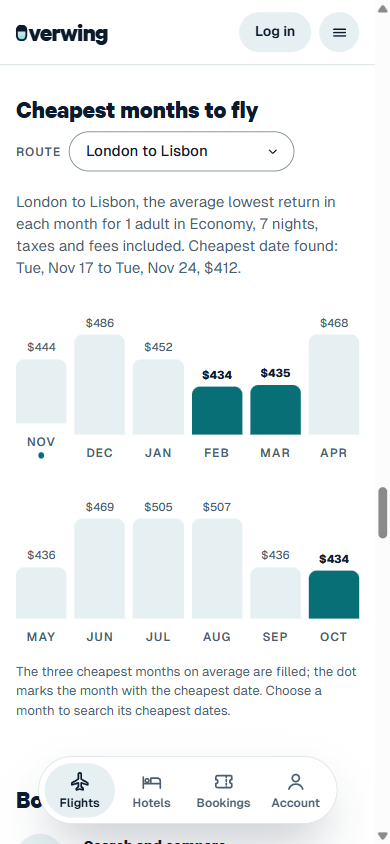 overwing
Log in
Cheapest months to fly
ROUTE London to Lisbon
London to Lisbon, the average lowest return in
each month for 1 adult in Economy, 7 nights,
taxes and fees included. Cheapest date found:
Tue, Nov 17 to Tue, Nov 24, $412.
$444 $486 $452 $434 $435 $468
NOV DEC JAN FEB MAR APR
$436 $469 $505 $507 $436 $434
MAY JUN JUL AUG SEP OCT
The three cheapest months on average are filled; the dot
marks the month with the cheapest date. Choose a
month to search its cheapest dates.
Flights Hotels Bookings Account